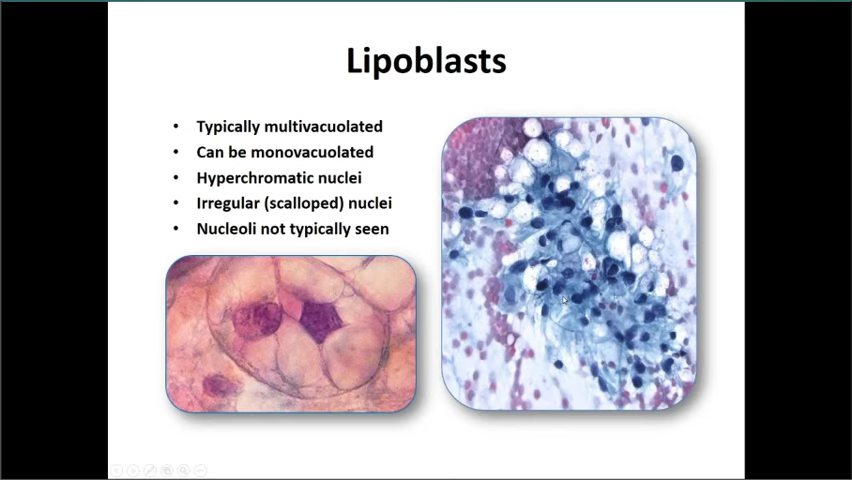 Lipoblasts
• Typically multivacuolated
• Can be monovacuolated
• Hyperchromatic nuclei
• Irregular (scalloped) nuclei
• Nucleoli not typically seen